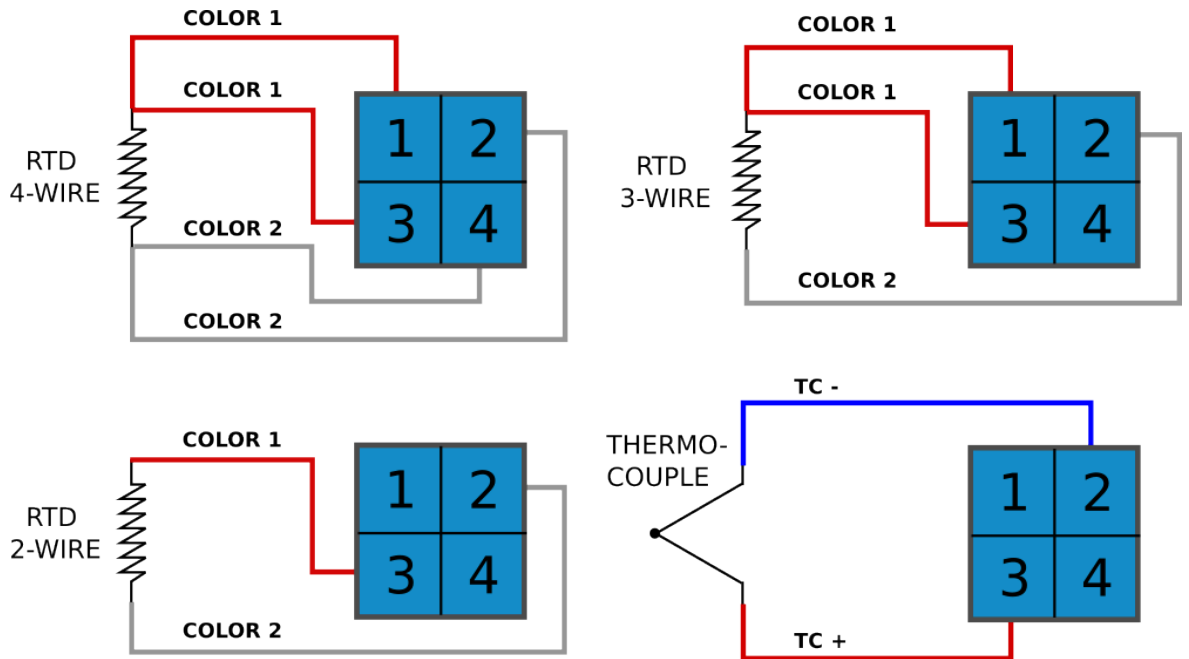 COLOR 1
COLOR 1
1 2
RTD
4-WIRE
3 4
COLOR 2
COLOR 2
COLOR 1
COLOR 1
1 2
RTD
3-WIRE
3 4
COLOR 2
COLOR 1
1 2
RTD
2-WIRE
3 4
COLOR 2
TC -
THERMO-
COUPLE
1 2
3 4
TC +